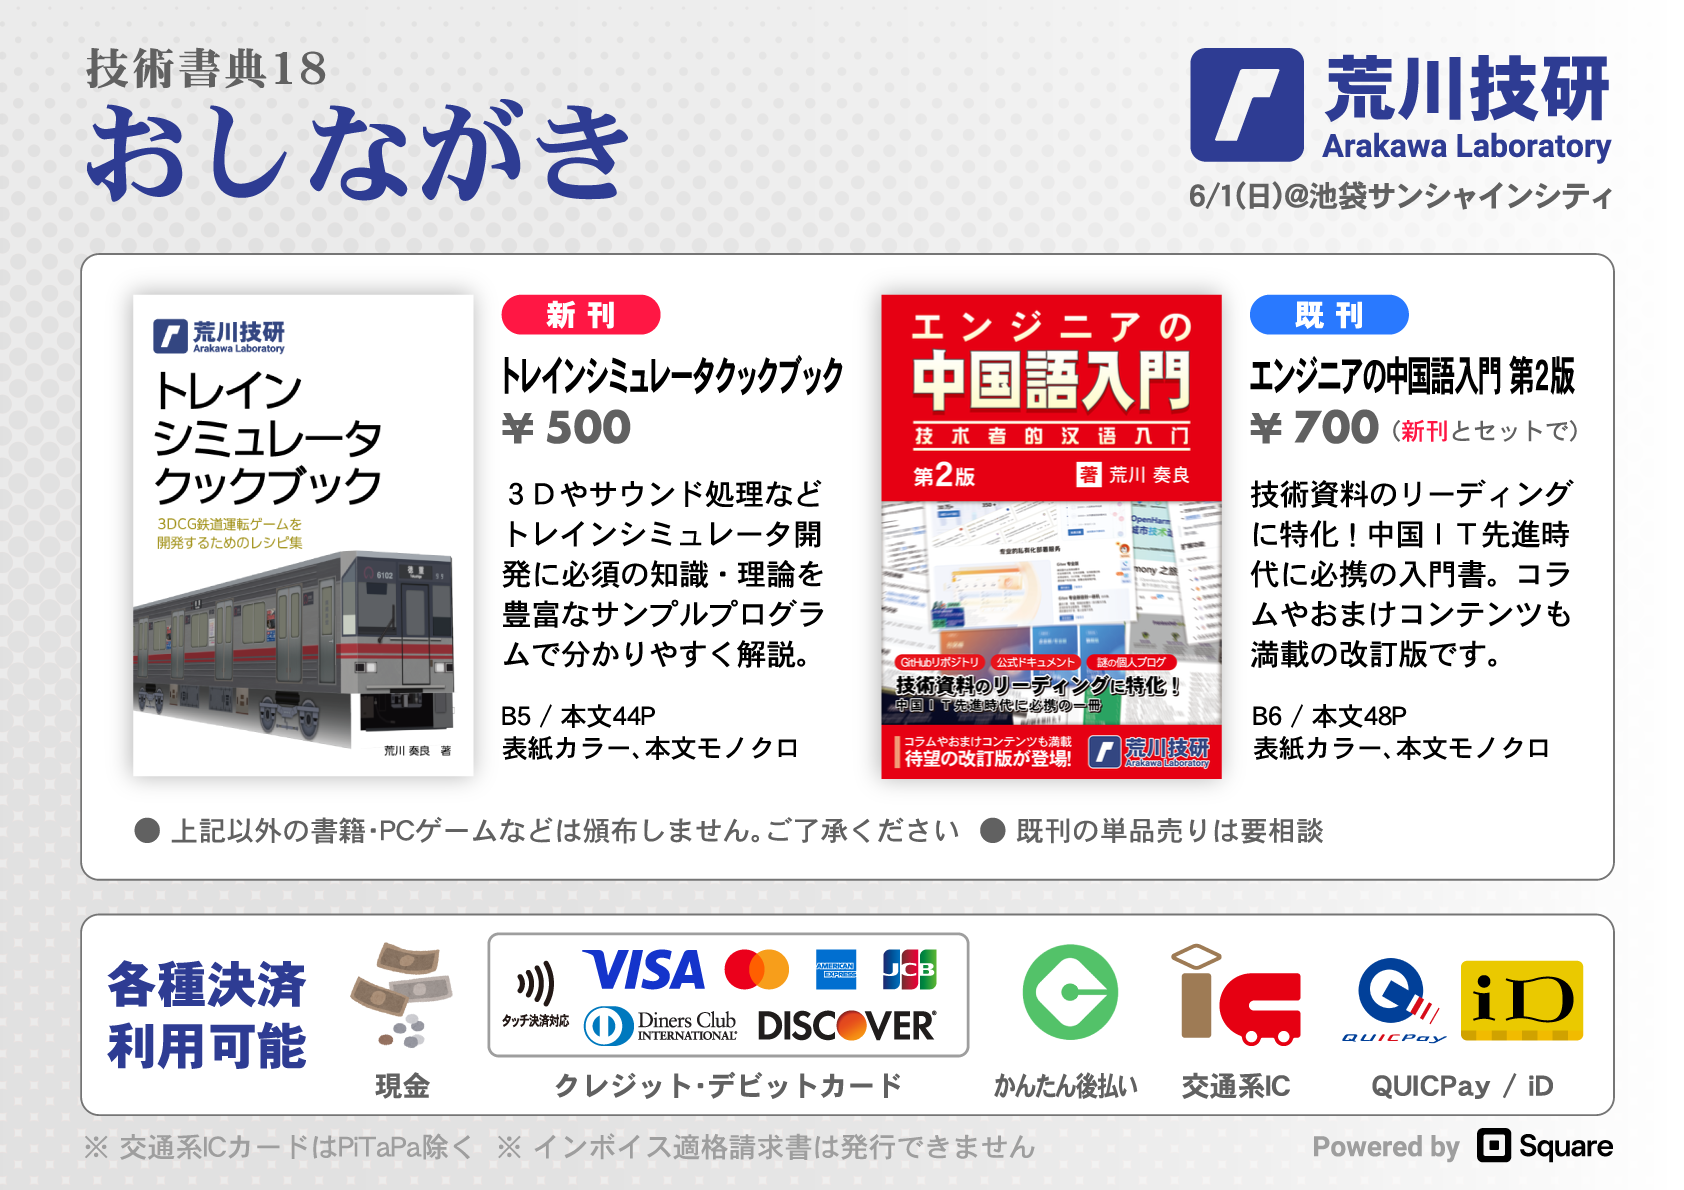 技術書典18
おしながき
荒川技研
Arakawa Laboratory
6/1(日)@池袋サンシャインシティ
荒川技研
Arakawa Laboratory
トレイン
シミュレータ
クックブック
3DCG鉄道運転ゲームを
開発するためのレシピ集
6102
11
荒川 奏良 著
新刊
トレインシミュレータクックブック
¥ 500
３Ｄやサウンド処理など
トレインシミュレータ開
発に必須の知識・理論を
豊富なサンプルプログラ
ムで分かりやすく解説。
B5 / 本文44P
表紙カラー、本文モノクロ
エンジニアの
中国語入門
技术者的汉语入门
第2版
著 荒川 奏良
GitHubリポジトリ 公式ドキュメント 謎の個人ブログ
技術資料のリーディングに特化！
中国ＩＴ先進時代に必携の一冊
コラムやおまけコンテンツも満載
待望の改訂版が登場!
荒川技研
Arakawa Laboratory
既刊
エンジニアの中国語入門 第2版
¥ 700（新刊とセットで）
技術資料のリーディング
に特化！中国ＩＴ先進時
代に必携の入門書。コラ
ムやおまけコンテンツも
満載の改訂版です。
B6 / 本文48P
表紙カラー、本文モノクロ
● 上記以外の書籍・PCゲームなどは頒布しません。ご了承ください ● 既刊の単品売りは要相談
各種決済
利用可能
現金
タッチ決済対応
VISA
AMERICAN EXPRESS
JCB
Diners Club
INTERNATIONAL
DISCOVER
クレジット・デビットカード
かんたん後払い
交通系IC
QUICPay
iD
QUICPay / iD
※ 交通系ICカードはPiTaPa除く ※ インボイス適格請求書は発行できません
Powered by Square